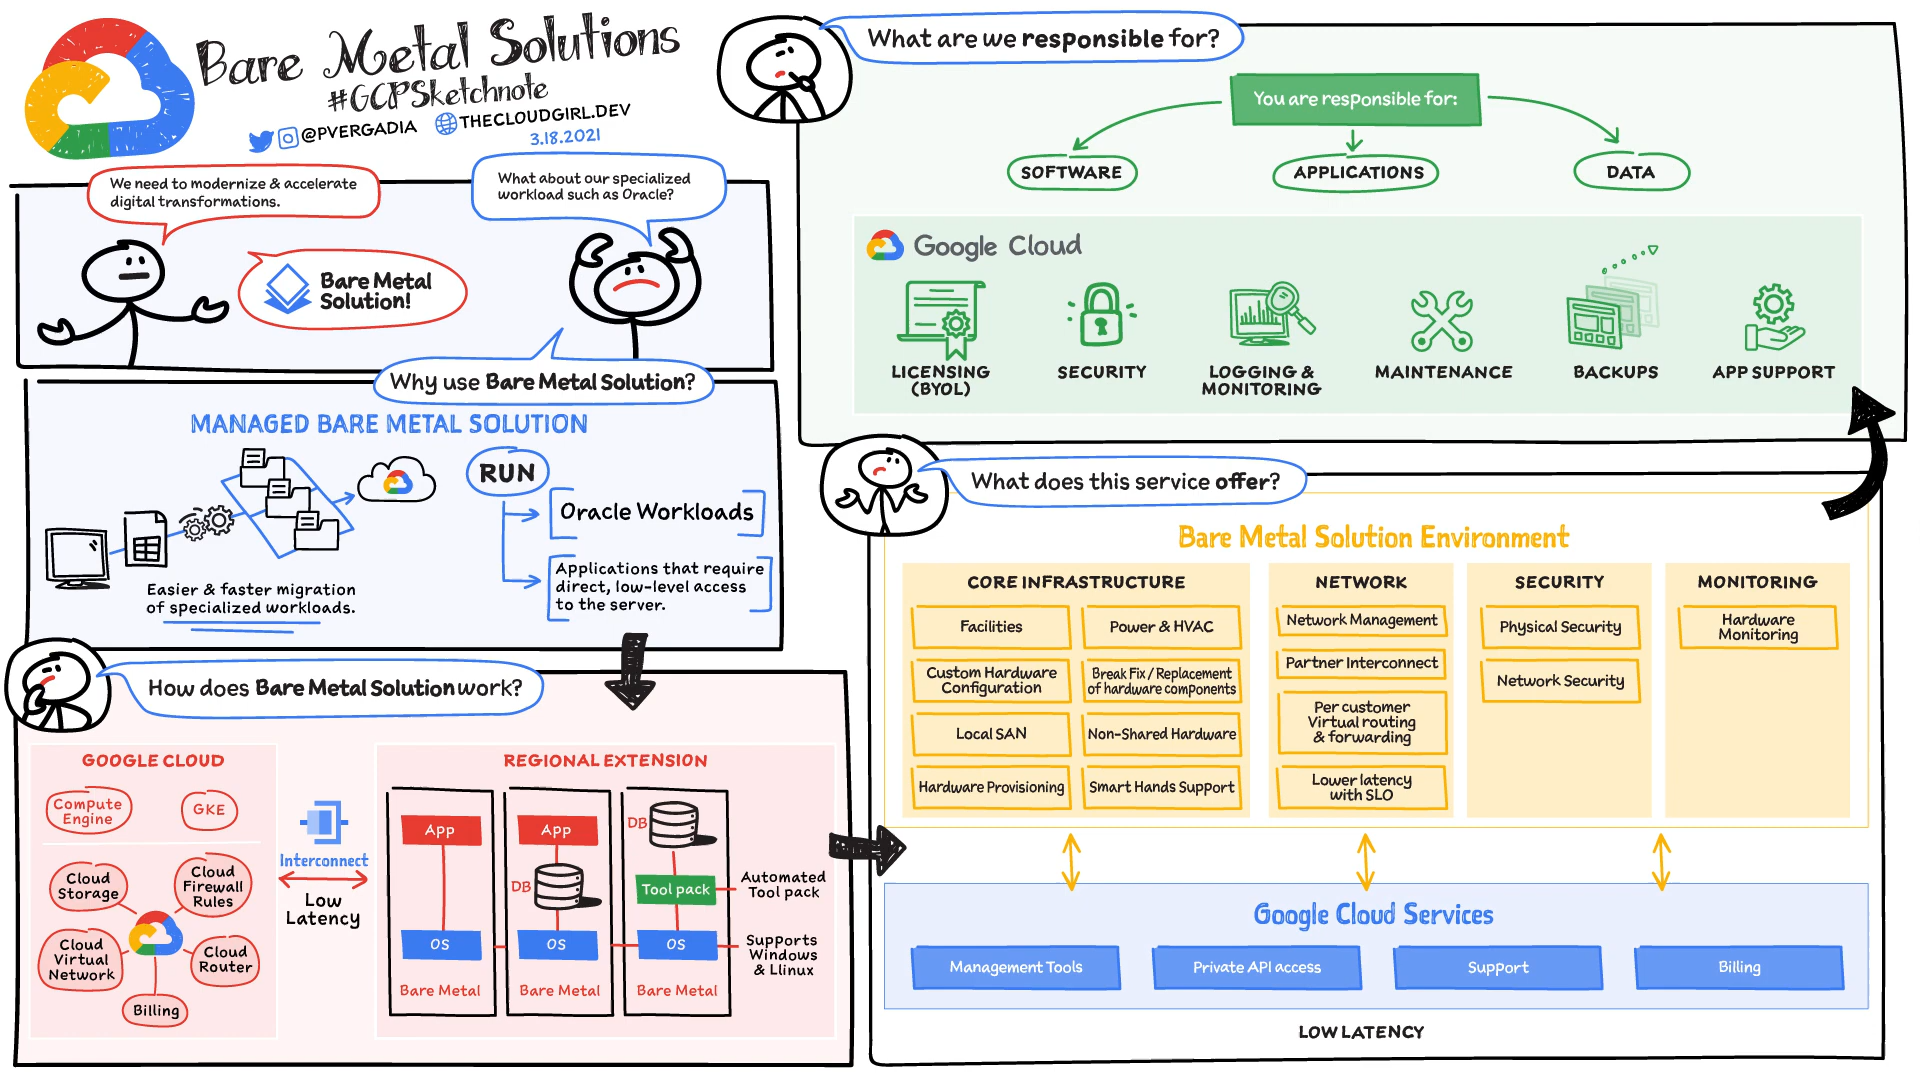 Bare Metal Solutions
#GCPSketchnote
@PVERGADIA
THECLOUDGIRL.DEV
3.18.2021
We need to modernize & accelerate
digital transformations.
What about our specialized
workload such as Oracle?
Bare Metal
Solution!
Why use Bare Metal Solution?
MANAGED BARE METAL SOLUTION
Easier & faster migration
of specialized workloads.
RUN
Oracle Workloads
Applications that require
direct, low-level access
to the server.
How does Bare Metal Solution work?
GOOGLE CLOUD
Compute
Engine
GKE
Cloud
Storage
Cloud
Firewall
Rules
Cloud
Virtual
Network
Cloud
Router
Billing
Interconnect
Low
Latency
REGIONAL EXTENSION
App
OS
Bare Metal
App
DB
OS
Bare Metal
DB
Tool pack
OS
Bare Metal
Automated
Tool pack
Supports
Windows
& Llinux
What are we responsible for?
You are responsible for:
SOFTWARE
APPLICATIONS
DATA
Google Cloud
LICENSING
(BYOL)
SECURITY
LOGGING &
MONITORING
MAINTENANCE
BACKUPS
APP SUPPORT
What does this service offer?
Bare Metal Solution Environment
CORE INFRASTRUCTURE
Facilities
Power & HVAC
Custom Hardware
Configuration
Break Fix / Replacement
of hardware components
Local SAN
Non-Shared Hardware
Hardware Provisioning
Smart Hands Support
NETWORK
Network Management
Partner Interconnect
Per customer
Virtual routing
& forwarding
Lower latency
with SLO
SECURITY
Physical Security
Network Security
MONITORING
Hardware
Monitoring
Google Cloud Services
Management Tools
Private API access
Support
Billing
LOW LATENCY